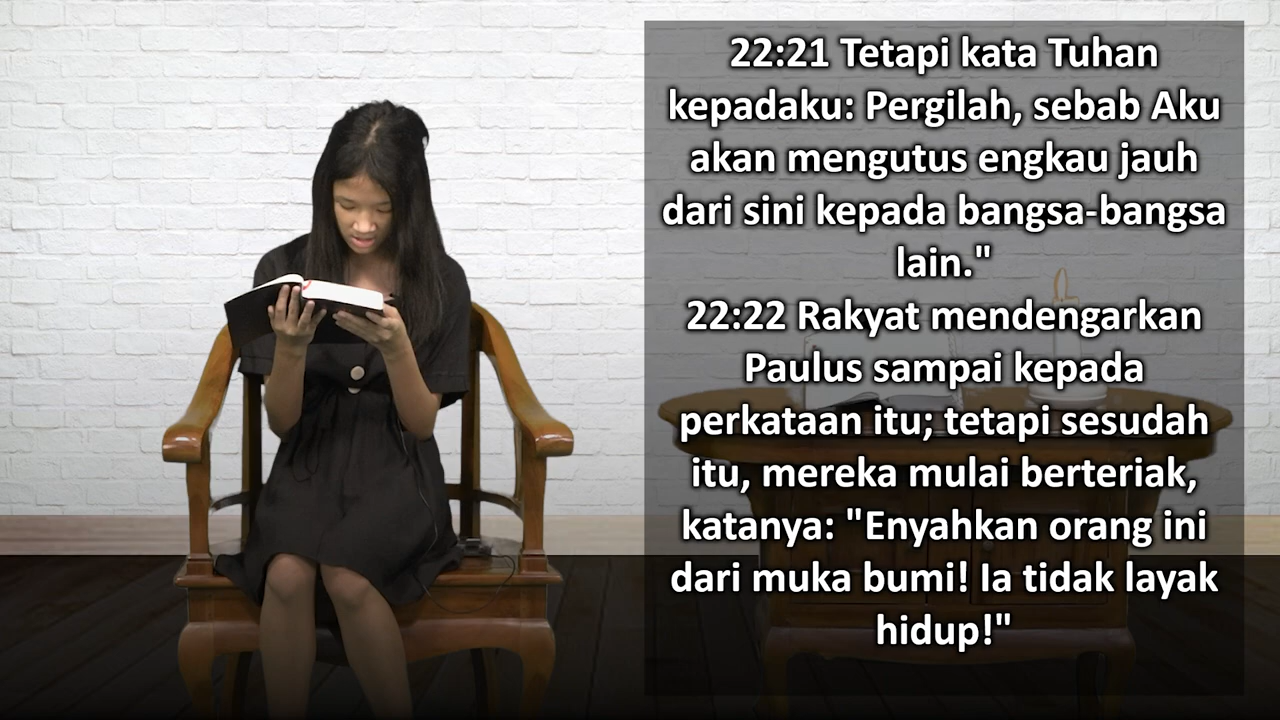 22:21 Tetapi kata Tuhan
kepadaku: Pergilah, sebab Aku
akan mengutus engkau jauh
dari sini kepada bangsa-bangsa
lain."
22:22 Rakyat mendengarkan
Paulus sampai kepada
perkataan itu; tetapi sesudah
itu, mereka mulai berteriak,
katanya: "Enyahkan orang ini
dari muka bumi! Ia tidak layak
hidup!"